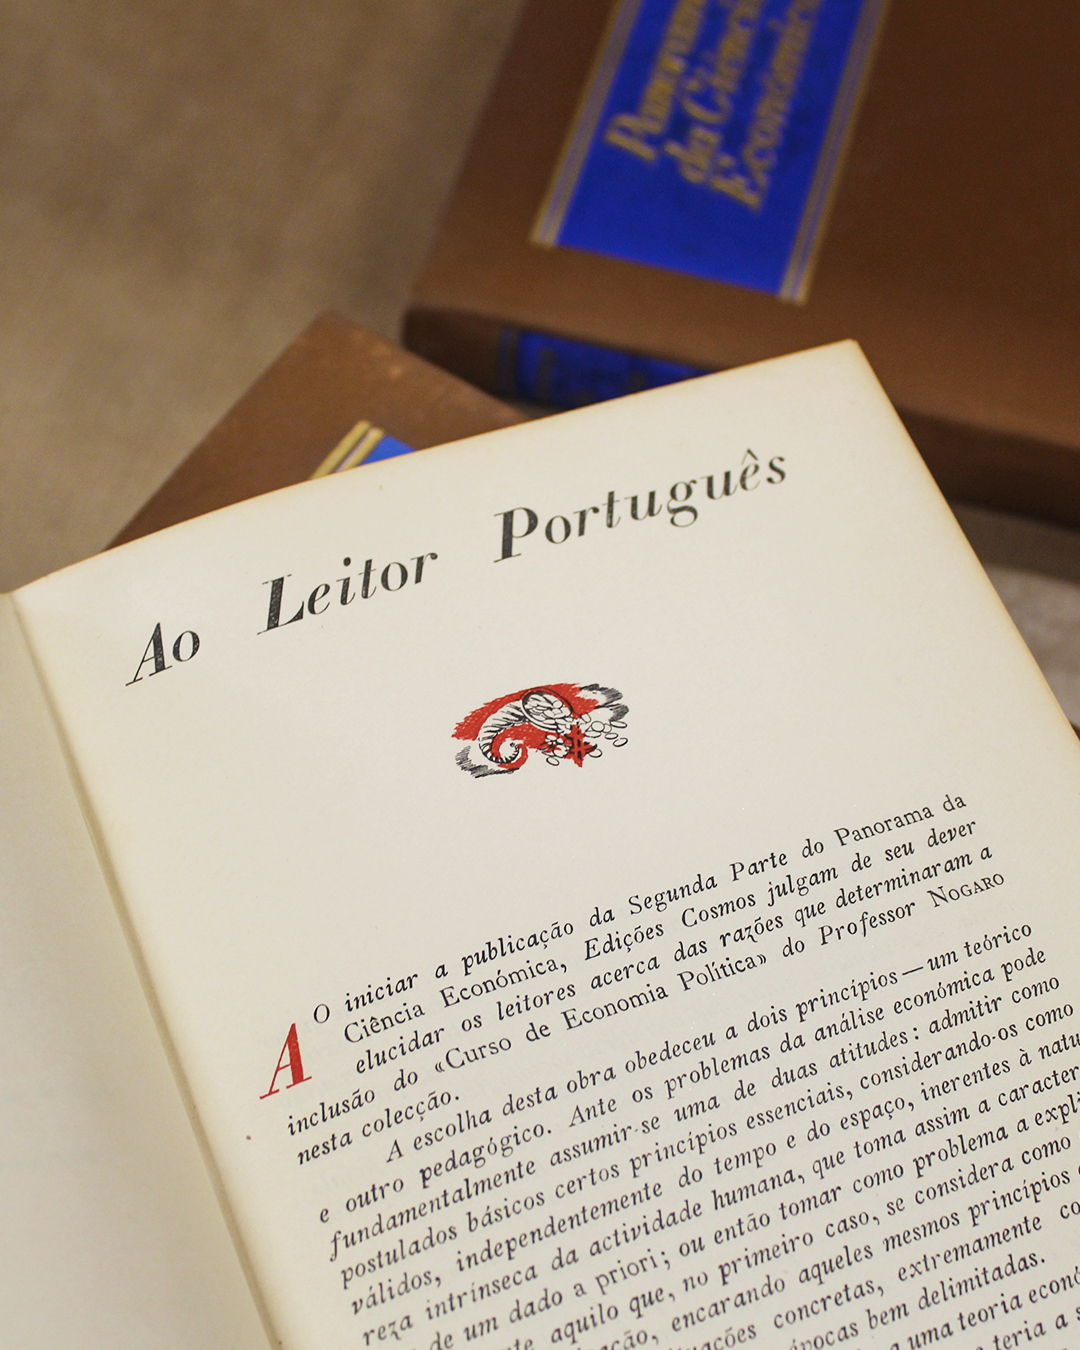 Panorama
da Ciência
Económica
Ao Leitor Português
AO iniciar a publicação da Segunda Parte do Panorama da
Ciência Económica, Edições Cosmos julgam de seu dever
elucidar os leitores acerca das razões que determinaram a
inclusão do «Curso de Economia Política» do Professor NOGARO
nesta colecção.
A escolha desta obra obedeceu a dois princípios—um teórico
e outro pedagógico. Ante os problemas da análise económica pode
fundamentalmente assumir-se uma de duas atitudes: admitir como
postulados básicos certos princípios essenciais, considerando-os como
válidos, independentemente do tempo e do espaço, inerentes à natu
reza intrínseca da actividade humana, que toma assim a caracter
de um dado a priori; ou então tomar como problema a expli
aquilo que, no primeiro caso, se considera como
encarando aqueles mesmos princípios
concretas, extremamente co
épocas bem delimitadas.
a uma teoria econó
teria a s